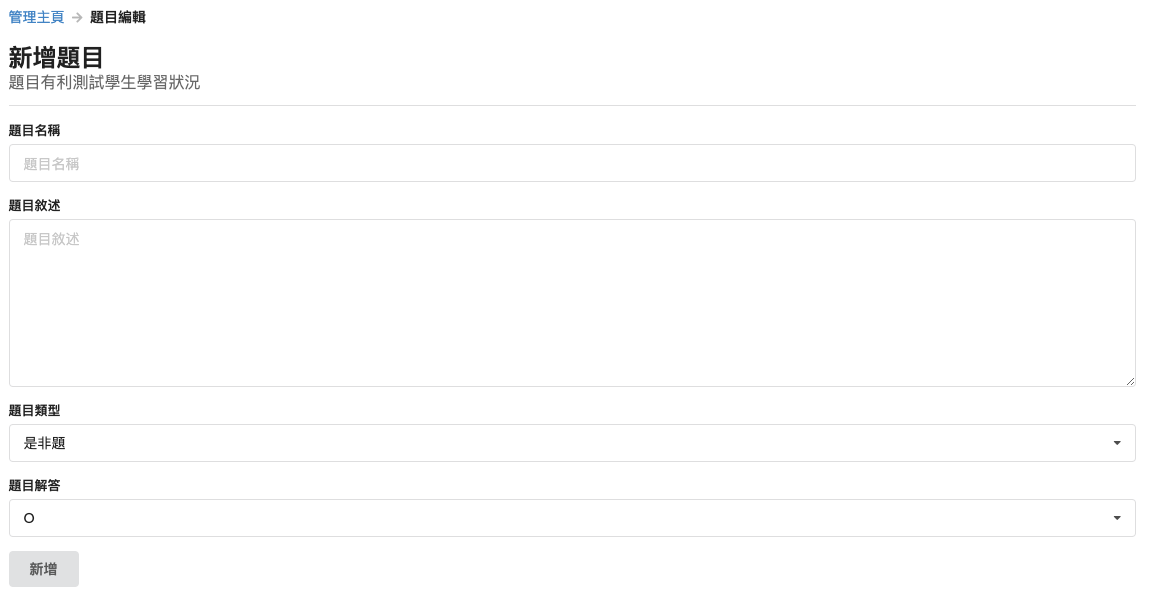 管理主頁 → 題目編輯
新增題目
題目有利測試學生學習狀況
題目名稱
題目名稱
題目敘述
題目敘述
題目類型
是非題
題目解答
O
新增